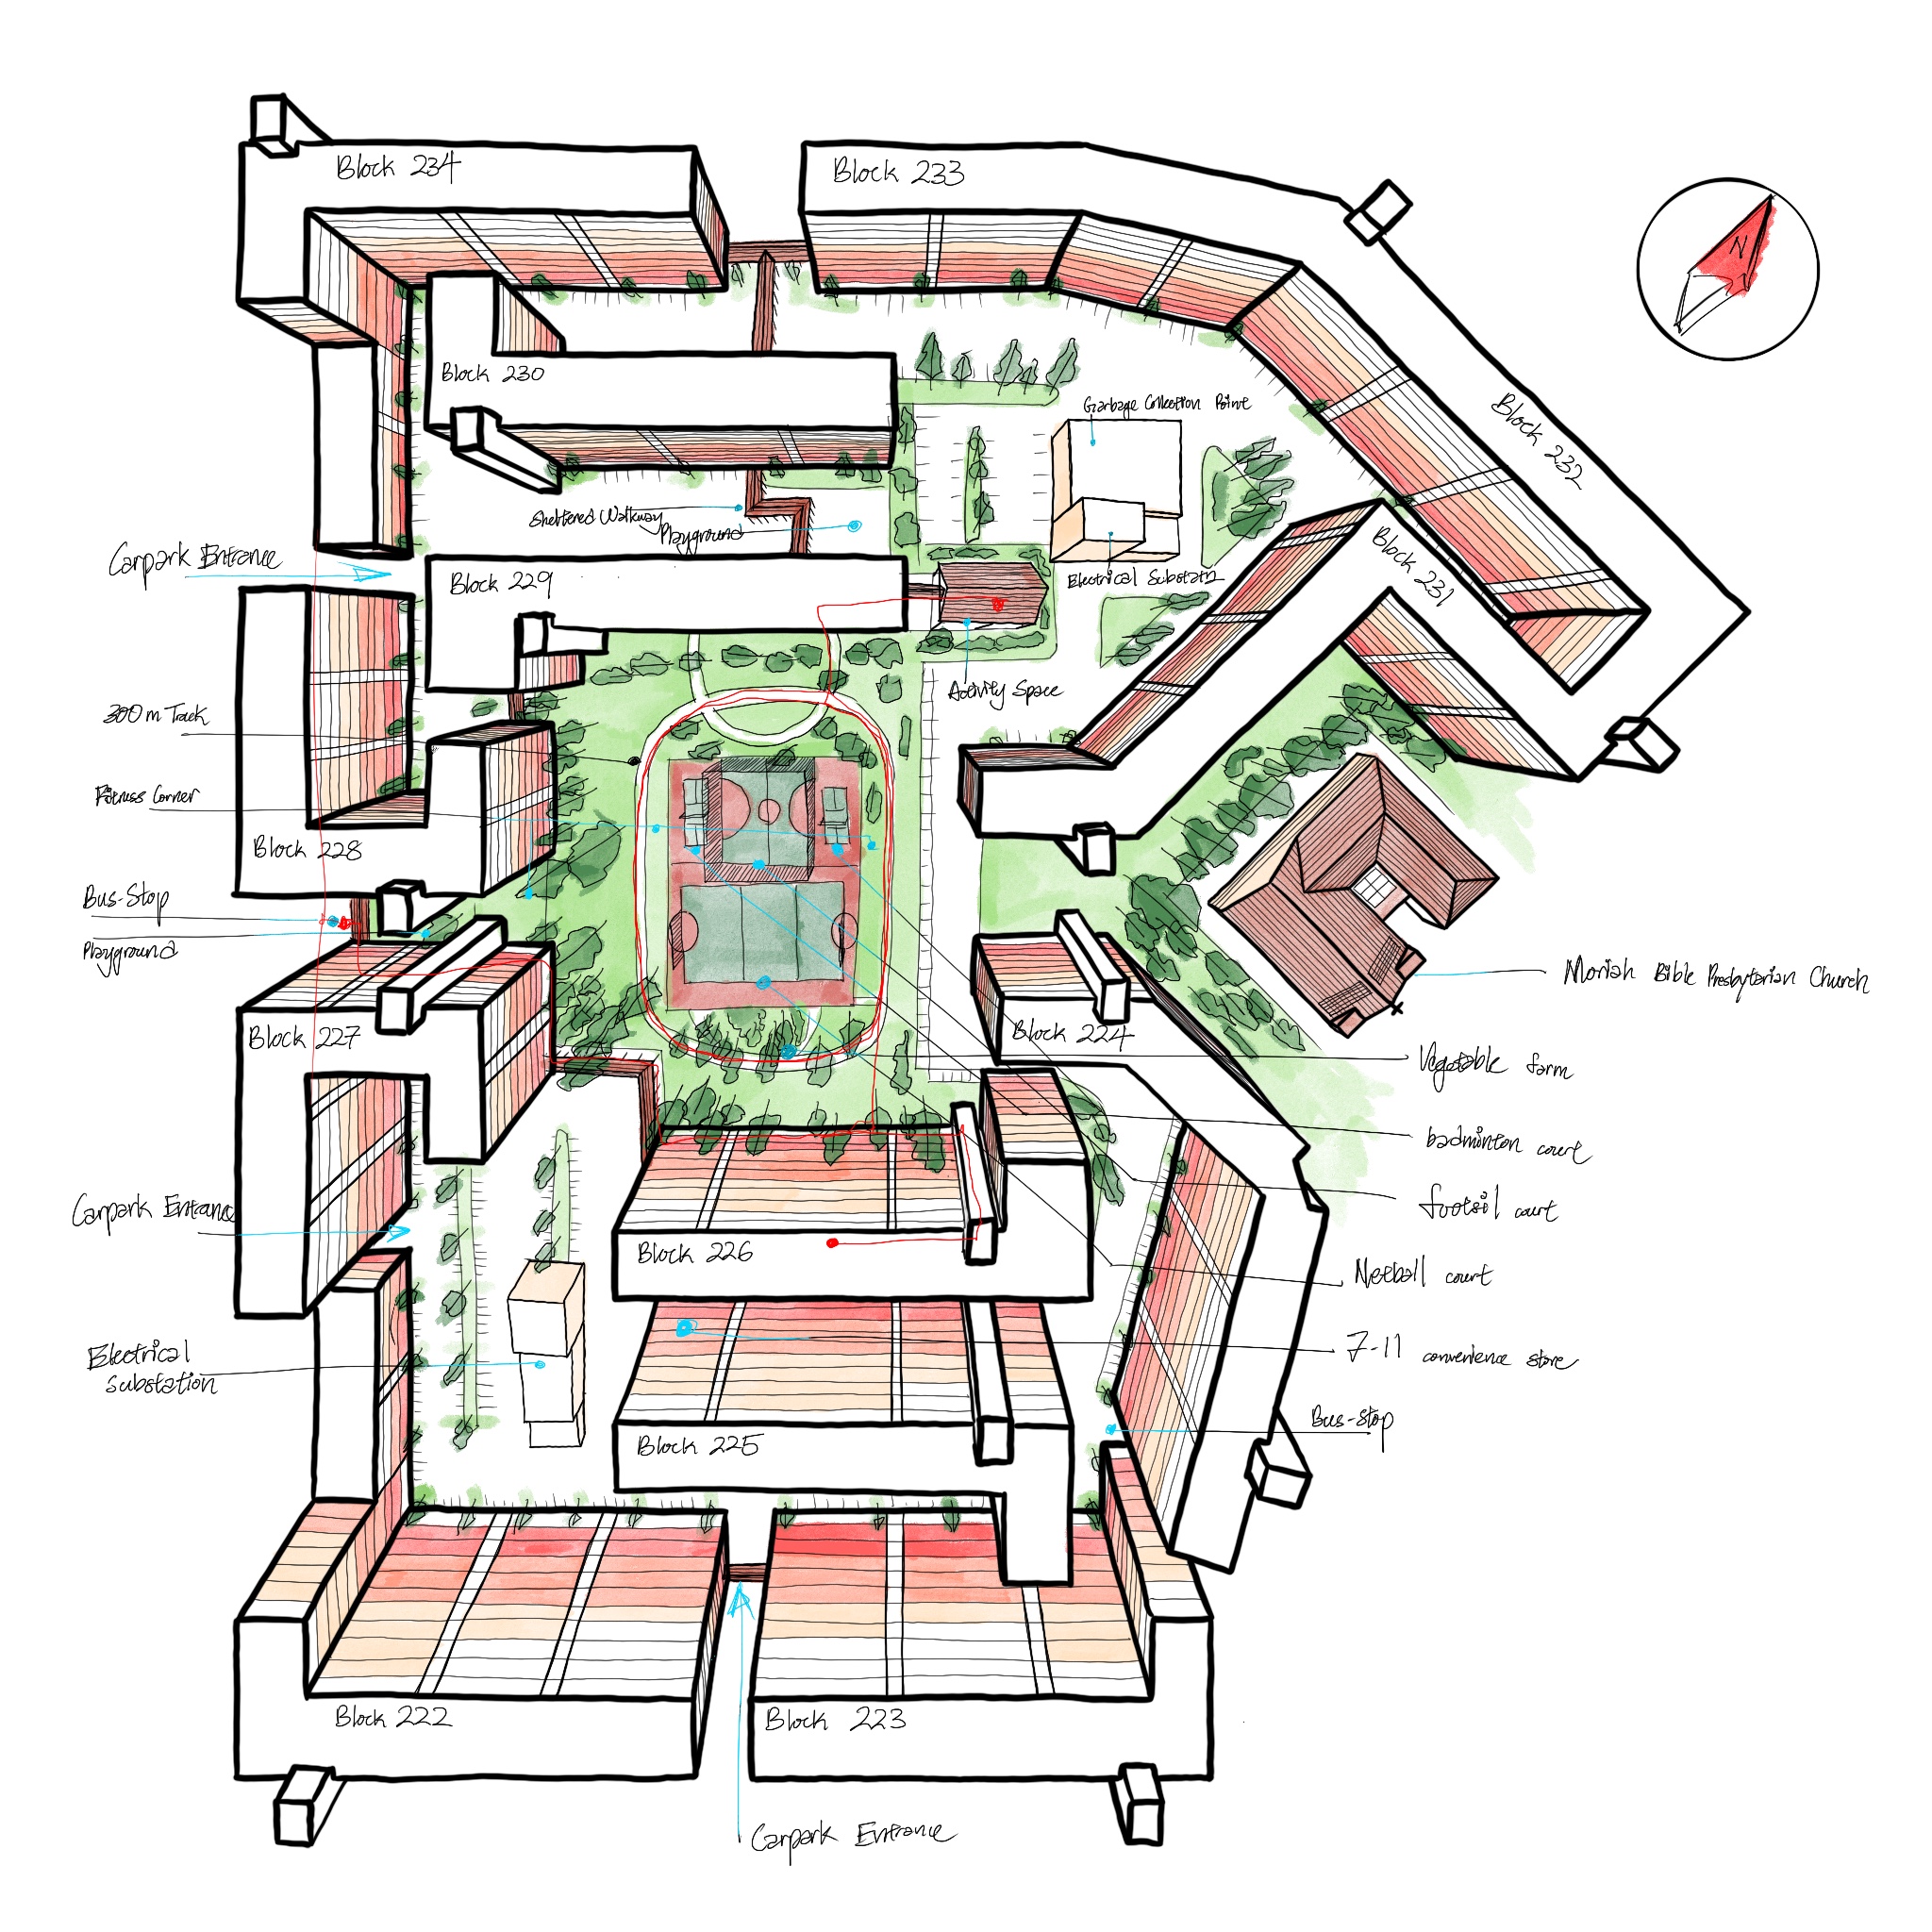 Block 234
Block 233
N
Block 230
Garbage Collection Point
Block 232
Sheltered Walkway
Playground
Block 231
Carpark Entrance
Block 229
Electrical Substatn
Activity Space
300m Track
Fitness Corner
Block 228
Bus-Stop
Playground
Moriah Bible Presbyterian Church
Block 227
Block 224
Vegetable farm
badminton court
Carpark Entrance
footsil court
Block 226
Netball court
Electrical
substation
7-11 convenience store
Block 225
Bus-Stop
Block 222
Block 223
Carpark Entrance